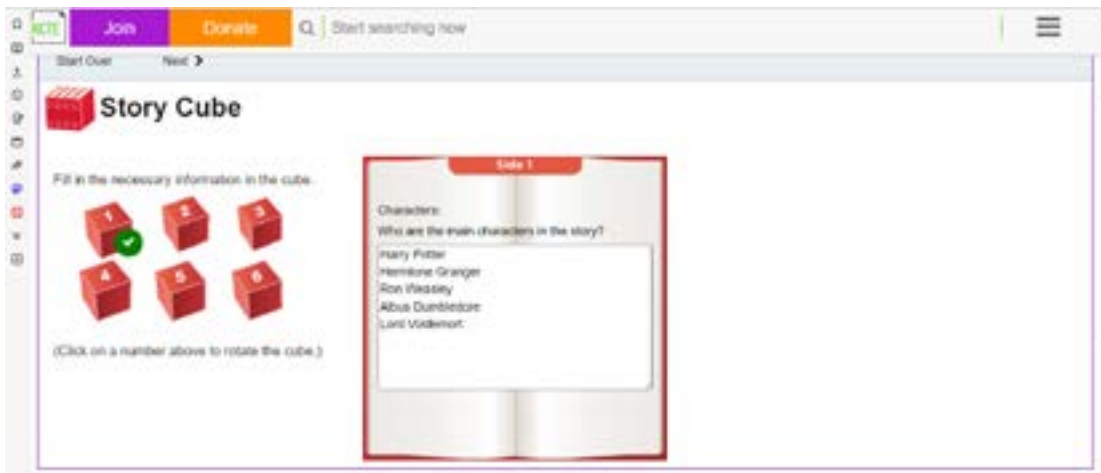 NCTE Join Donate Start searching now
Start Over Next
Story Cube
Side 1
Fill in the necessary information in the cube.
1 2 3
4 5 6
(Click on a number above to rotate the cube.)
Characters:
Who are the main characters in the story?
Harry Potter
Hermione Granger
Ron Weasley
Albus Dumbledore
Lord Voldemort